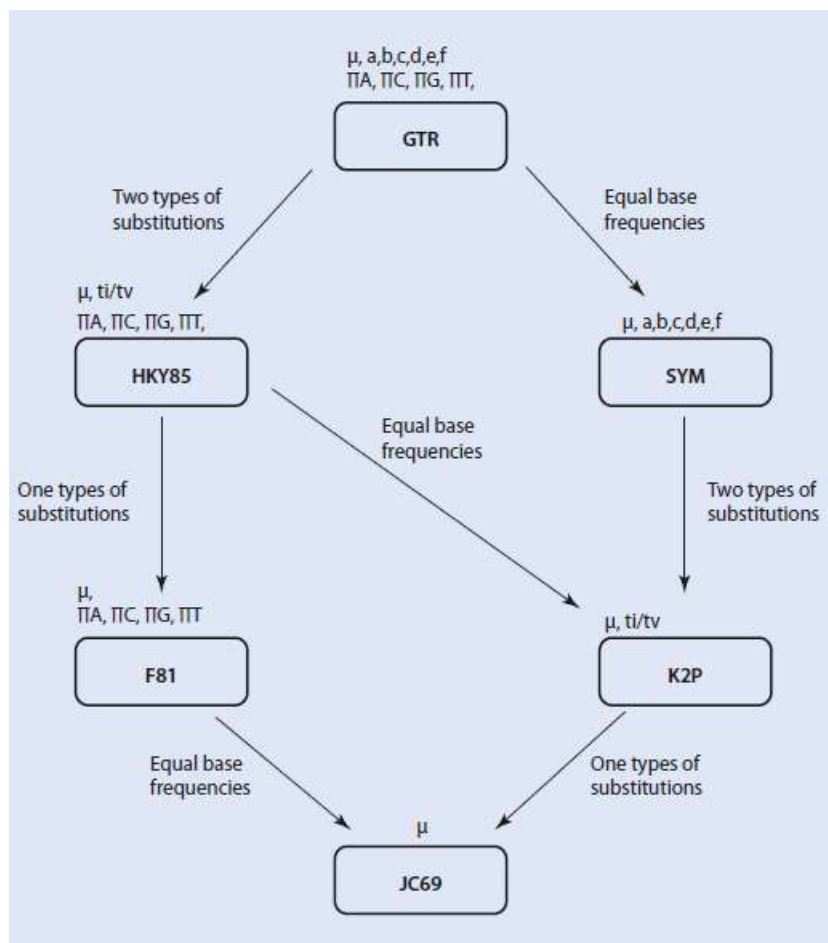 μ, a,b,c,d,e,f
ΠA, ΠC, ΠG, ΠT,
GTR
Two types of
substitutions
Equal base
frequencies
μ, ti/tv
ΠA, ΠC, ΠG, ΠT,
HKY85
μ, a,b,c,d,e,f
SYM
Equal base
frequencies
One types of
substitutions
Two types of
substitutions
μ,
ΠA, ΠC, ΠG, ΠT
F81
μ, ti/tv
K2P
Equal base
frequencies
One types of
substitutions
μ
JC69